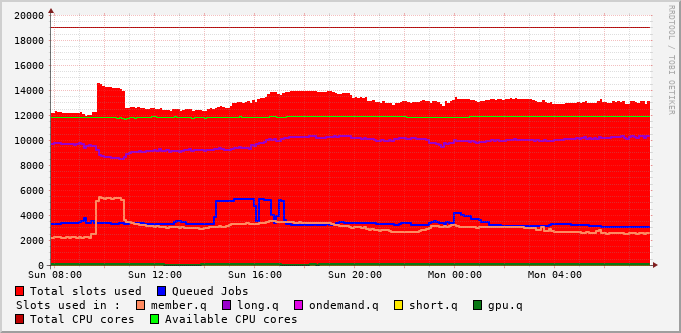 RRDTOOL / TOBI OETIKER
20000
18000
16000
14000
12000
10000
8000
6000
4000
2000
0
Sun 08:00 Sun 12:00 Sun 16:00 Sun 20:00 Mon 00:00 Mon 04:00
Total slots used Queued Jobs
Slots used in : member.q long.q ondemand.q short.q gpu.q
Total CPU cores Available CPU cores